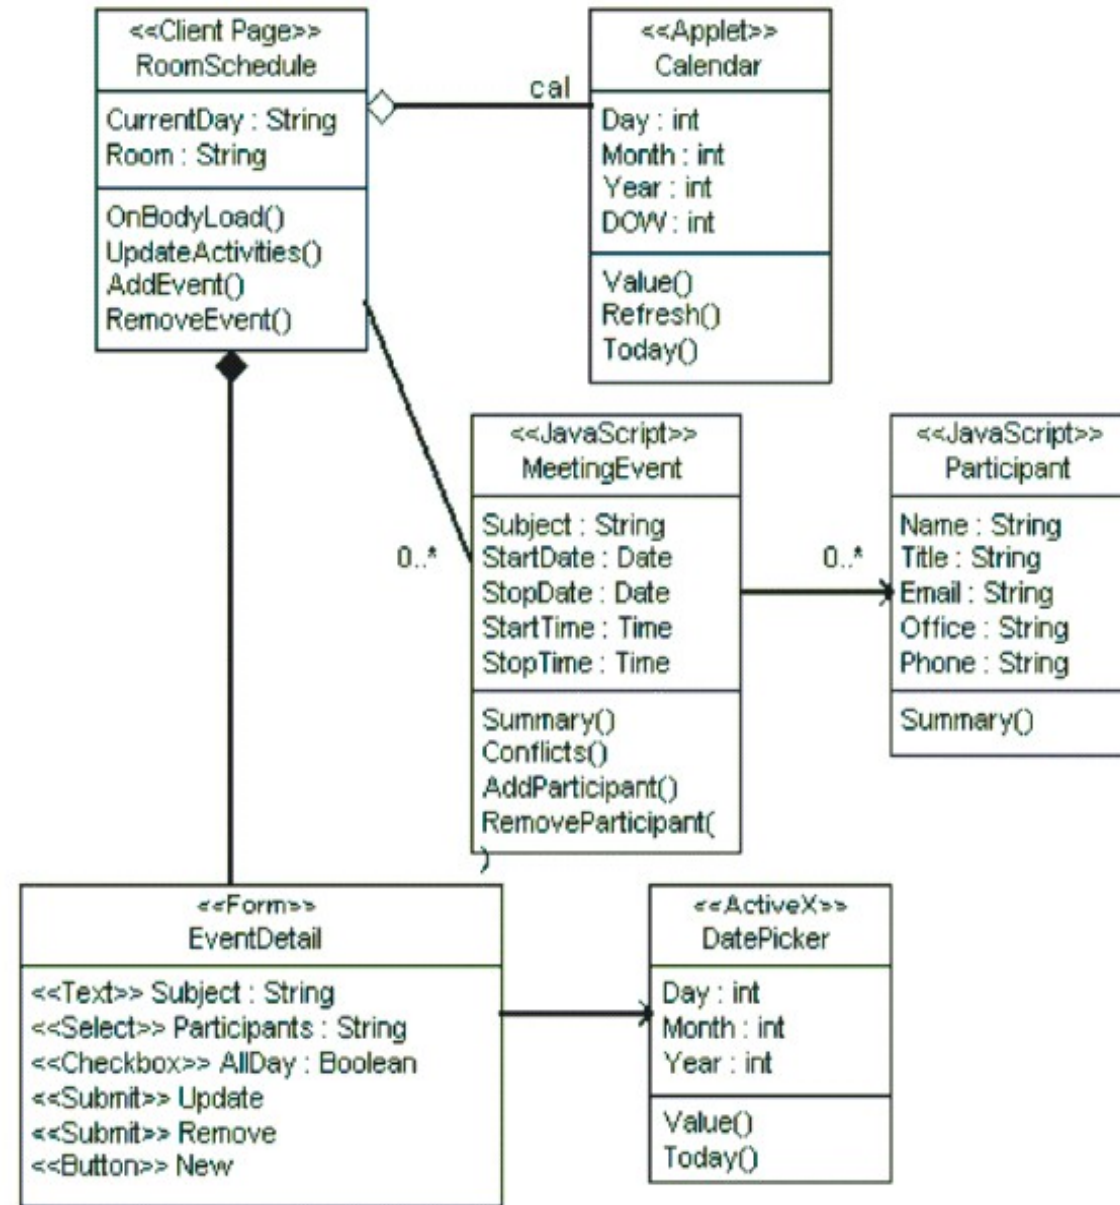 <<Client Page>>
RoomSchedule
CurrentDay : String
Room : String
OnBodyLoad()
UpdateActivities()
AddEvent()
RemoveEvent()
cal
<<Applet>>
Calendar
Day : int
Month : int
Year : int
DOW : int
Value()
Refresh()
Today()
0..*
<<JavaScript>>
MeetingEvent
Subject : String
StartDate : Date
StopDate : Date
StartTime : Time
StopTime : Time
Summary()
Conflicts()
AddParticipant()
RemoveParticipant(
)
0..*
<<JavaScript>>
Participant
Name : String
Title : String
Email : String
Office : String
Phone : String
Summary()
<<Form>>
EventDetail
<<Text>> Subject : String
<<Select>> Participants : String
<<Checkbox>> AllDay : Boolean
<<Submit>> Update
<<Submit>> Remove
<<Button>> New
<<ActiveX>>
DatePicker
Day : int
Month : int
Year : int
Value()
Today()